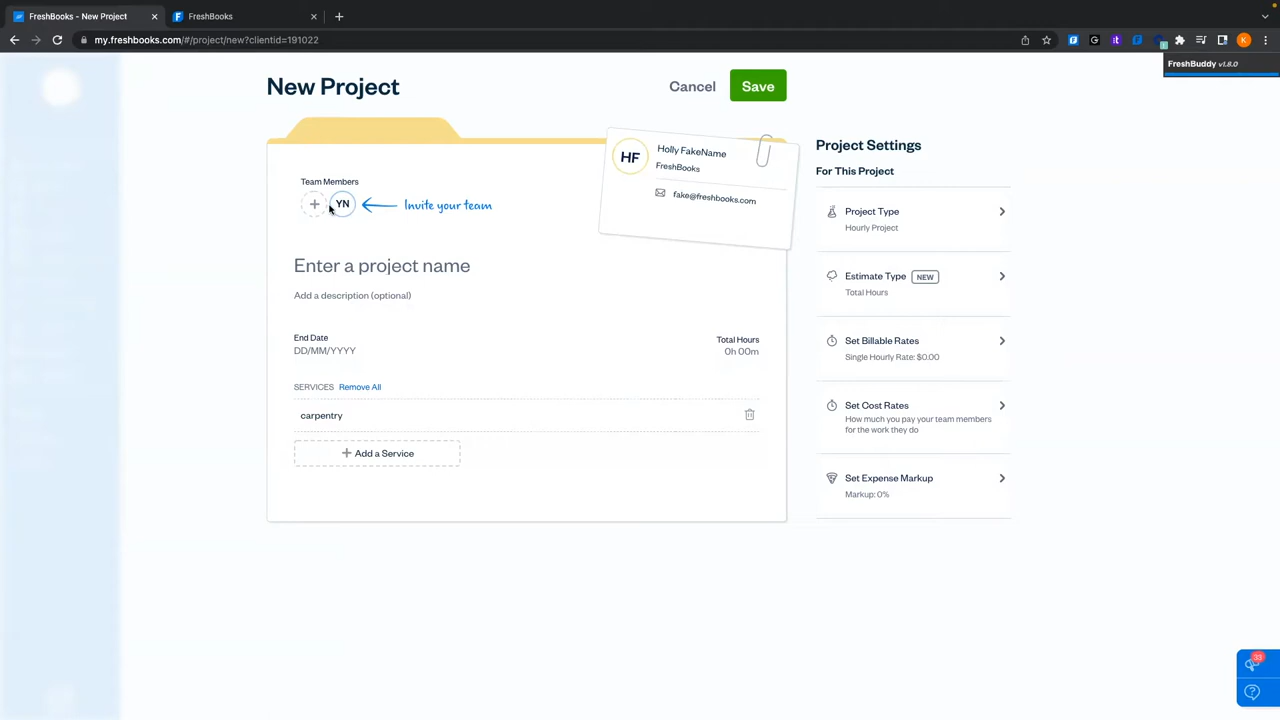 FreshBooks - New Project
FreshBooks
my.freshbooks.com/#/project/new?clientid=191022
FreshBuddy v1.8.0
New Project
Cancel
Save
HF
Holly FakeName
FreshBooks
fake@freshbooks.com
Team Members
YN
Invite your team
Enter a project name
Add a description (optional)
End Date
DD/MM/YYYY
Total Hours
0h 00m
SERVICES Remove All
carpentry
Add a Service
Project Settings
For This Project
Project Type
Hourly Project
Estimate Type NEW
Total Hours
Set Billable Rates
Single Hourly Rate: $0.00
Set Cost Rates
How much you pay your team members
for the work they do
Set Expense Markup
Markup: 0%
33